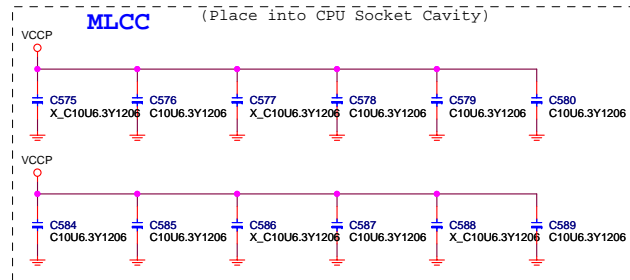 MLCC (Place into CPU Socket Cavity)
VCCP
C575 C576 C577 C578 C579 C580
X_C10U6.3Y1206 C10U6.3Y1206 X_C10U6.3Y1206 C10U6.3Y1206 C10U6.3Y1206 C10U6.3Y1206
VCCP
C584 C585 C586 C587 C588 C589
C10U6.3Y1206 C10U6.3Y1206 X_C10U6.3Y1206 C10U6.3Y1206 X_C10U6.3Y1206 C10U6.3Y1206